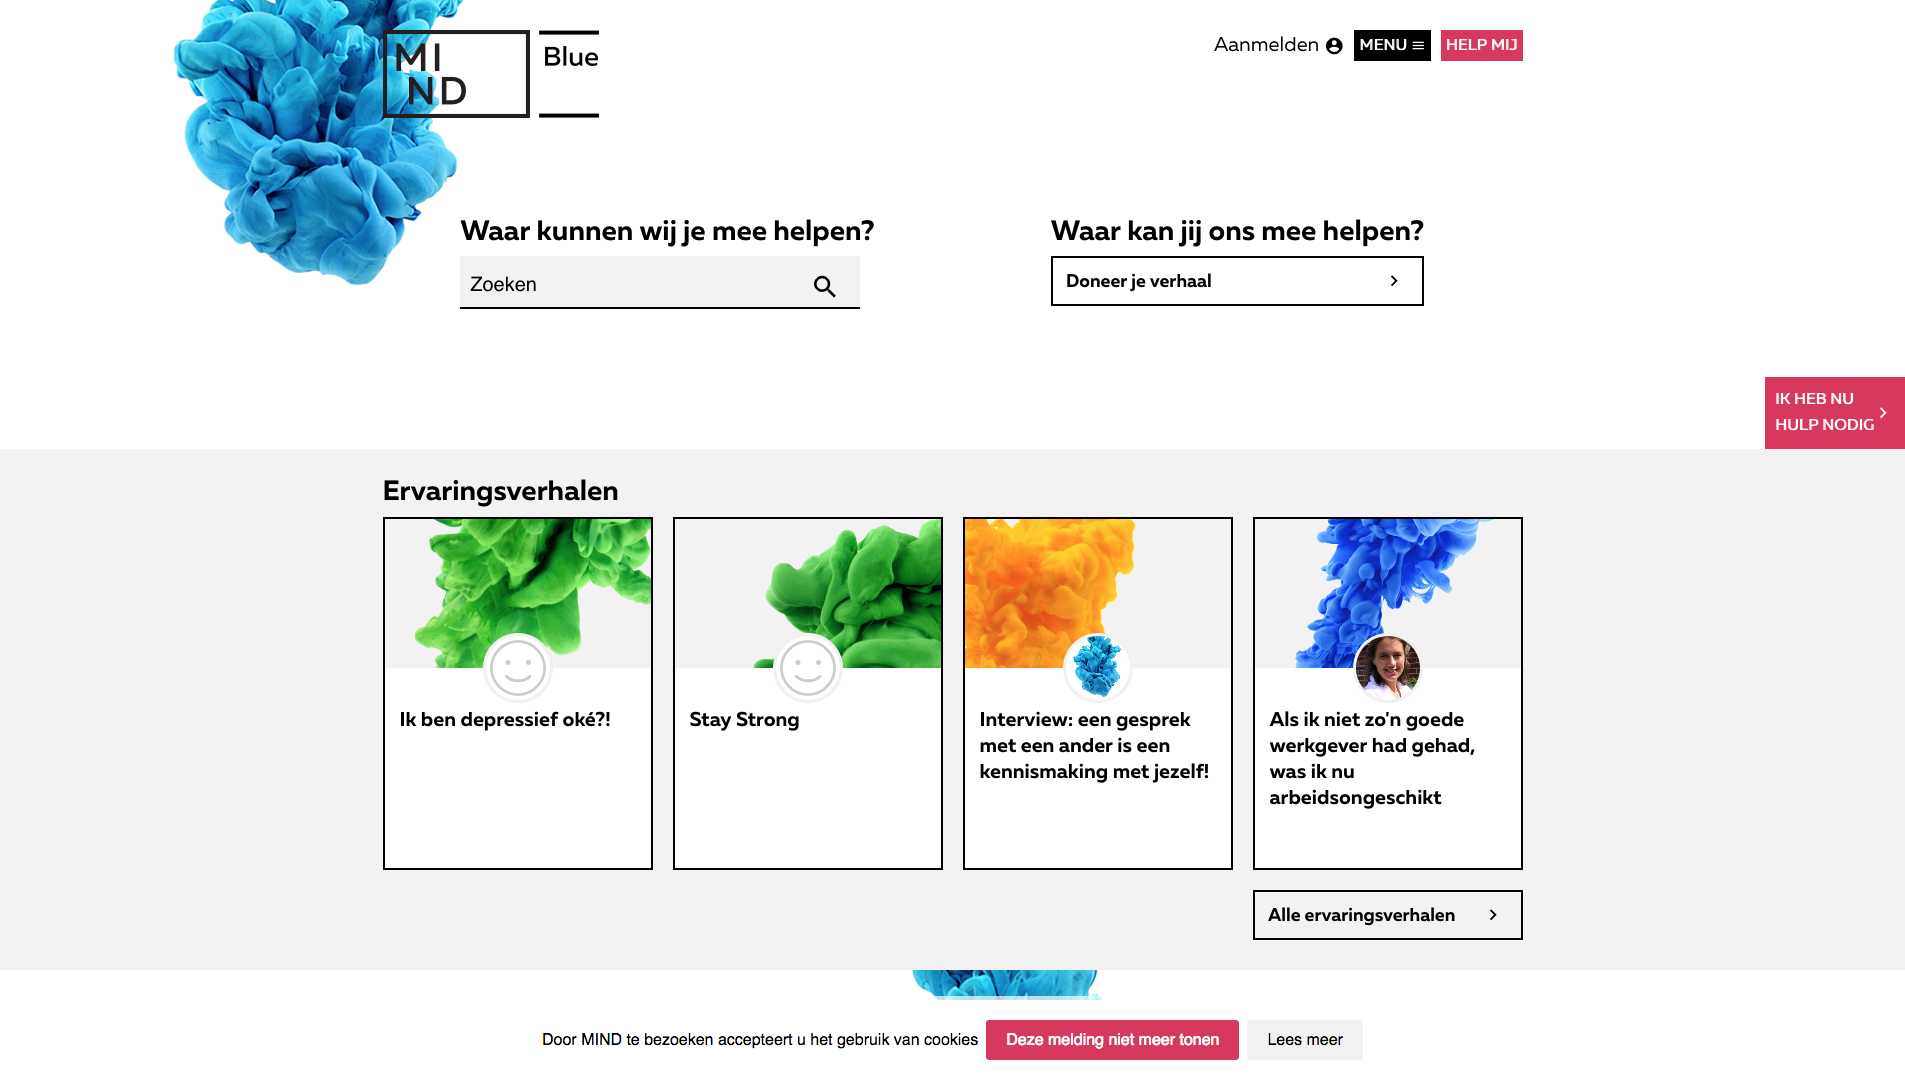 MI
ND
Blue
Aanmelden
MENU
HELP MIJ
Waar kunnen wij je mee helpen?
Zoeken
Waar kan jij ons mee helpen?
Doneer je verhaal
IK HEB NU
HULP NODIG
Ervaringsverhalen
Ik ben depressief oké?!
Stay Strong
Interview: een gesprek
met een ander is een
kennismaking met jezelf!
Als ik niet zo'n goede
werkgever had gehad,
was ik nu
arbeidsongeschikt
Alle ervaringsverhalen
Door MIND te bezoeken accepteert u het gebruik van cookies
Deze melding niet meer tonen
Lees meer